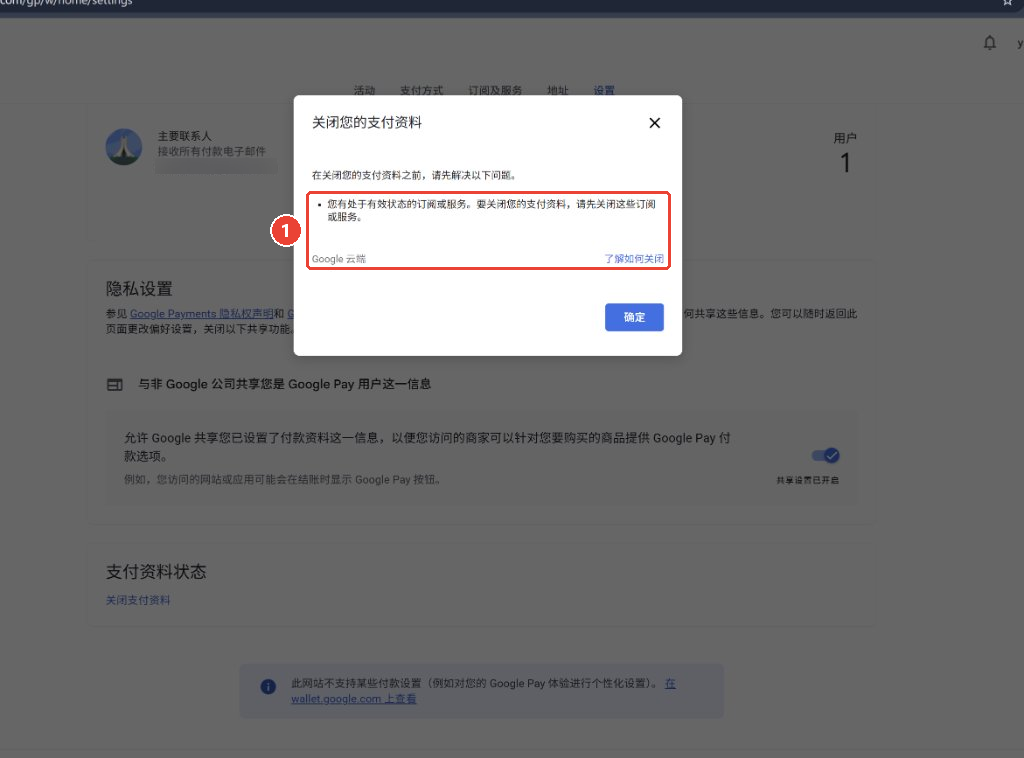 com/gp/w/home/settings
y
活动 支付方式 订阅及服务 地址 设置
关闭您的支付资料
主要联系人
接收所有付款电子邮件
用户
1
在关闭您的支付资料之前，请先解决以下问题。
• 您有处于有效状态的订阅或服务。要关闭您的支付资料，请先关闭这些订阅
或服务。
1
Google 云端 了解如何关闭
确定
隐私设置
参见 Google Payments 隐私权声明和 G 何共享这些信息。您可以随时返回此
页面更改偏好设置，关闭以下共享功能。
与非 Google 公司共享您是 Google Pay 用户这一信息
允许 Google 共享您已设置了付款资料这一信息，以便您访问的商家可以针对您要购买的商品提供 Google Pay 付
款选项。
例如，您访问的网站或应用可能会在结账时显示 Google Pay 按钮。
共享设置已开启
支付资料状态
关闭支付资料
此网站不支持某些付款设置（例如对您的 Google Pay 体验进行个性化设置）。 在
wallet.google.com 上查看